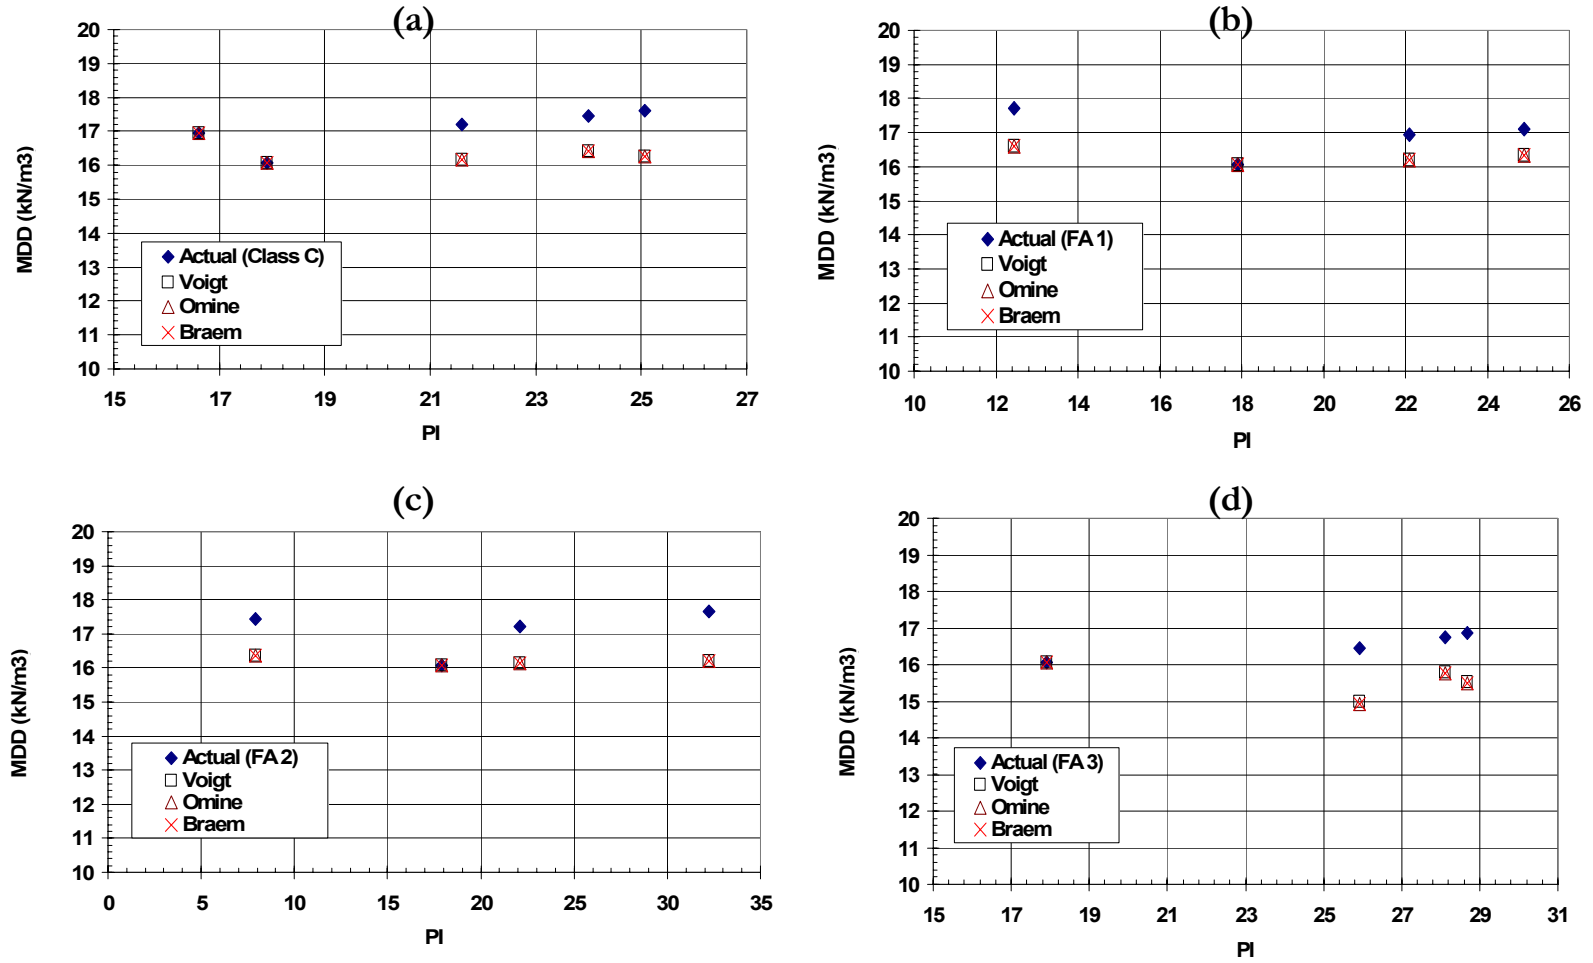 (a)
20
19
18
17
16
15
14
13
12
11
10
MDD (kN/m3)
Actual (Class C)
Voigt
Omine
Braem
15 17 19 21 23 25 27
PI
(b)
20
19
18
17
16
15
14
13
12
11
10
MDD (kN/m3)
Actual (FA 1)
Voigt
Omine
Braem
10 12 14 16 18 20 22 24 26
PI
(c)
20
19
18
17
16
15
14
13
12
11
10
MDD (kN/m3)
Actual (FA 2)
Voigt
Omine
Braem
0 5 10 15 20 25 30 35
PI
(d)
20
19
18
17
16
15
14
13
12
11
10
MDD (kN/m3)
Actual (FA 3)
Voigt
Omine
Braem
15 17 19 21 23 25 27 29 31
PI